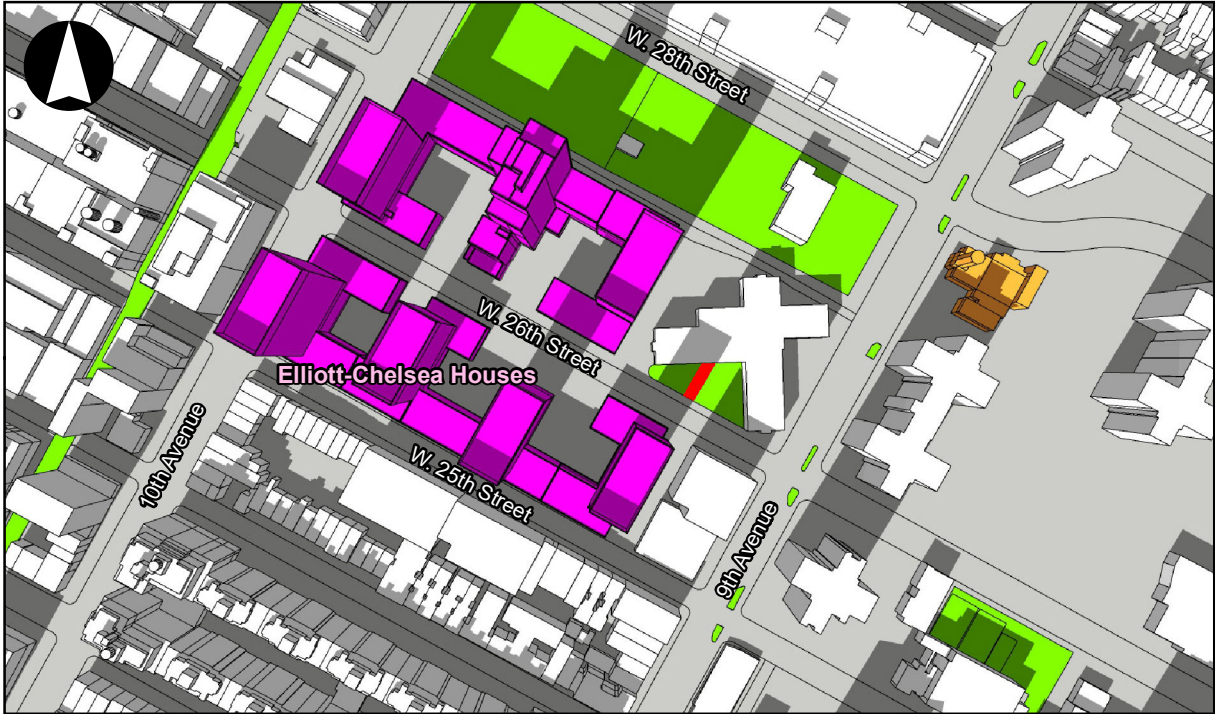 W. 28th Street
W. 26th Street
Elliott-Chelsea Houses
10th Avenue
W. 25th Street
9th Avenue